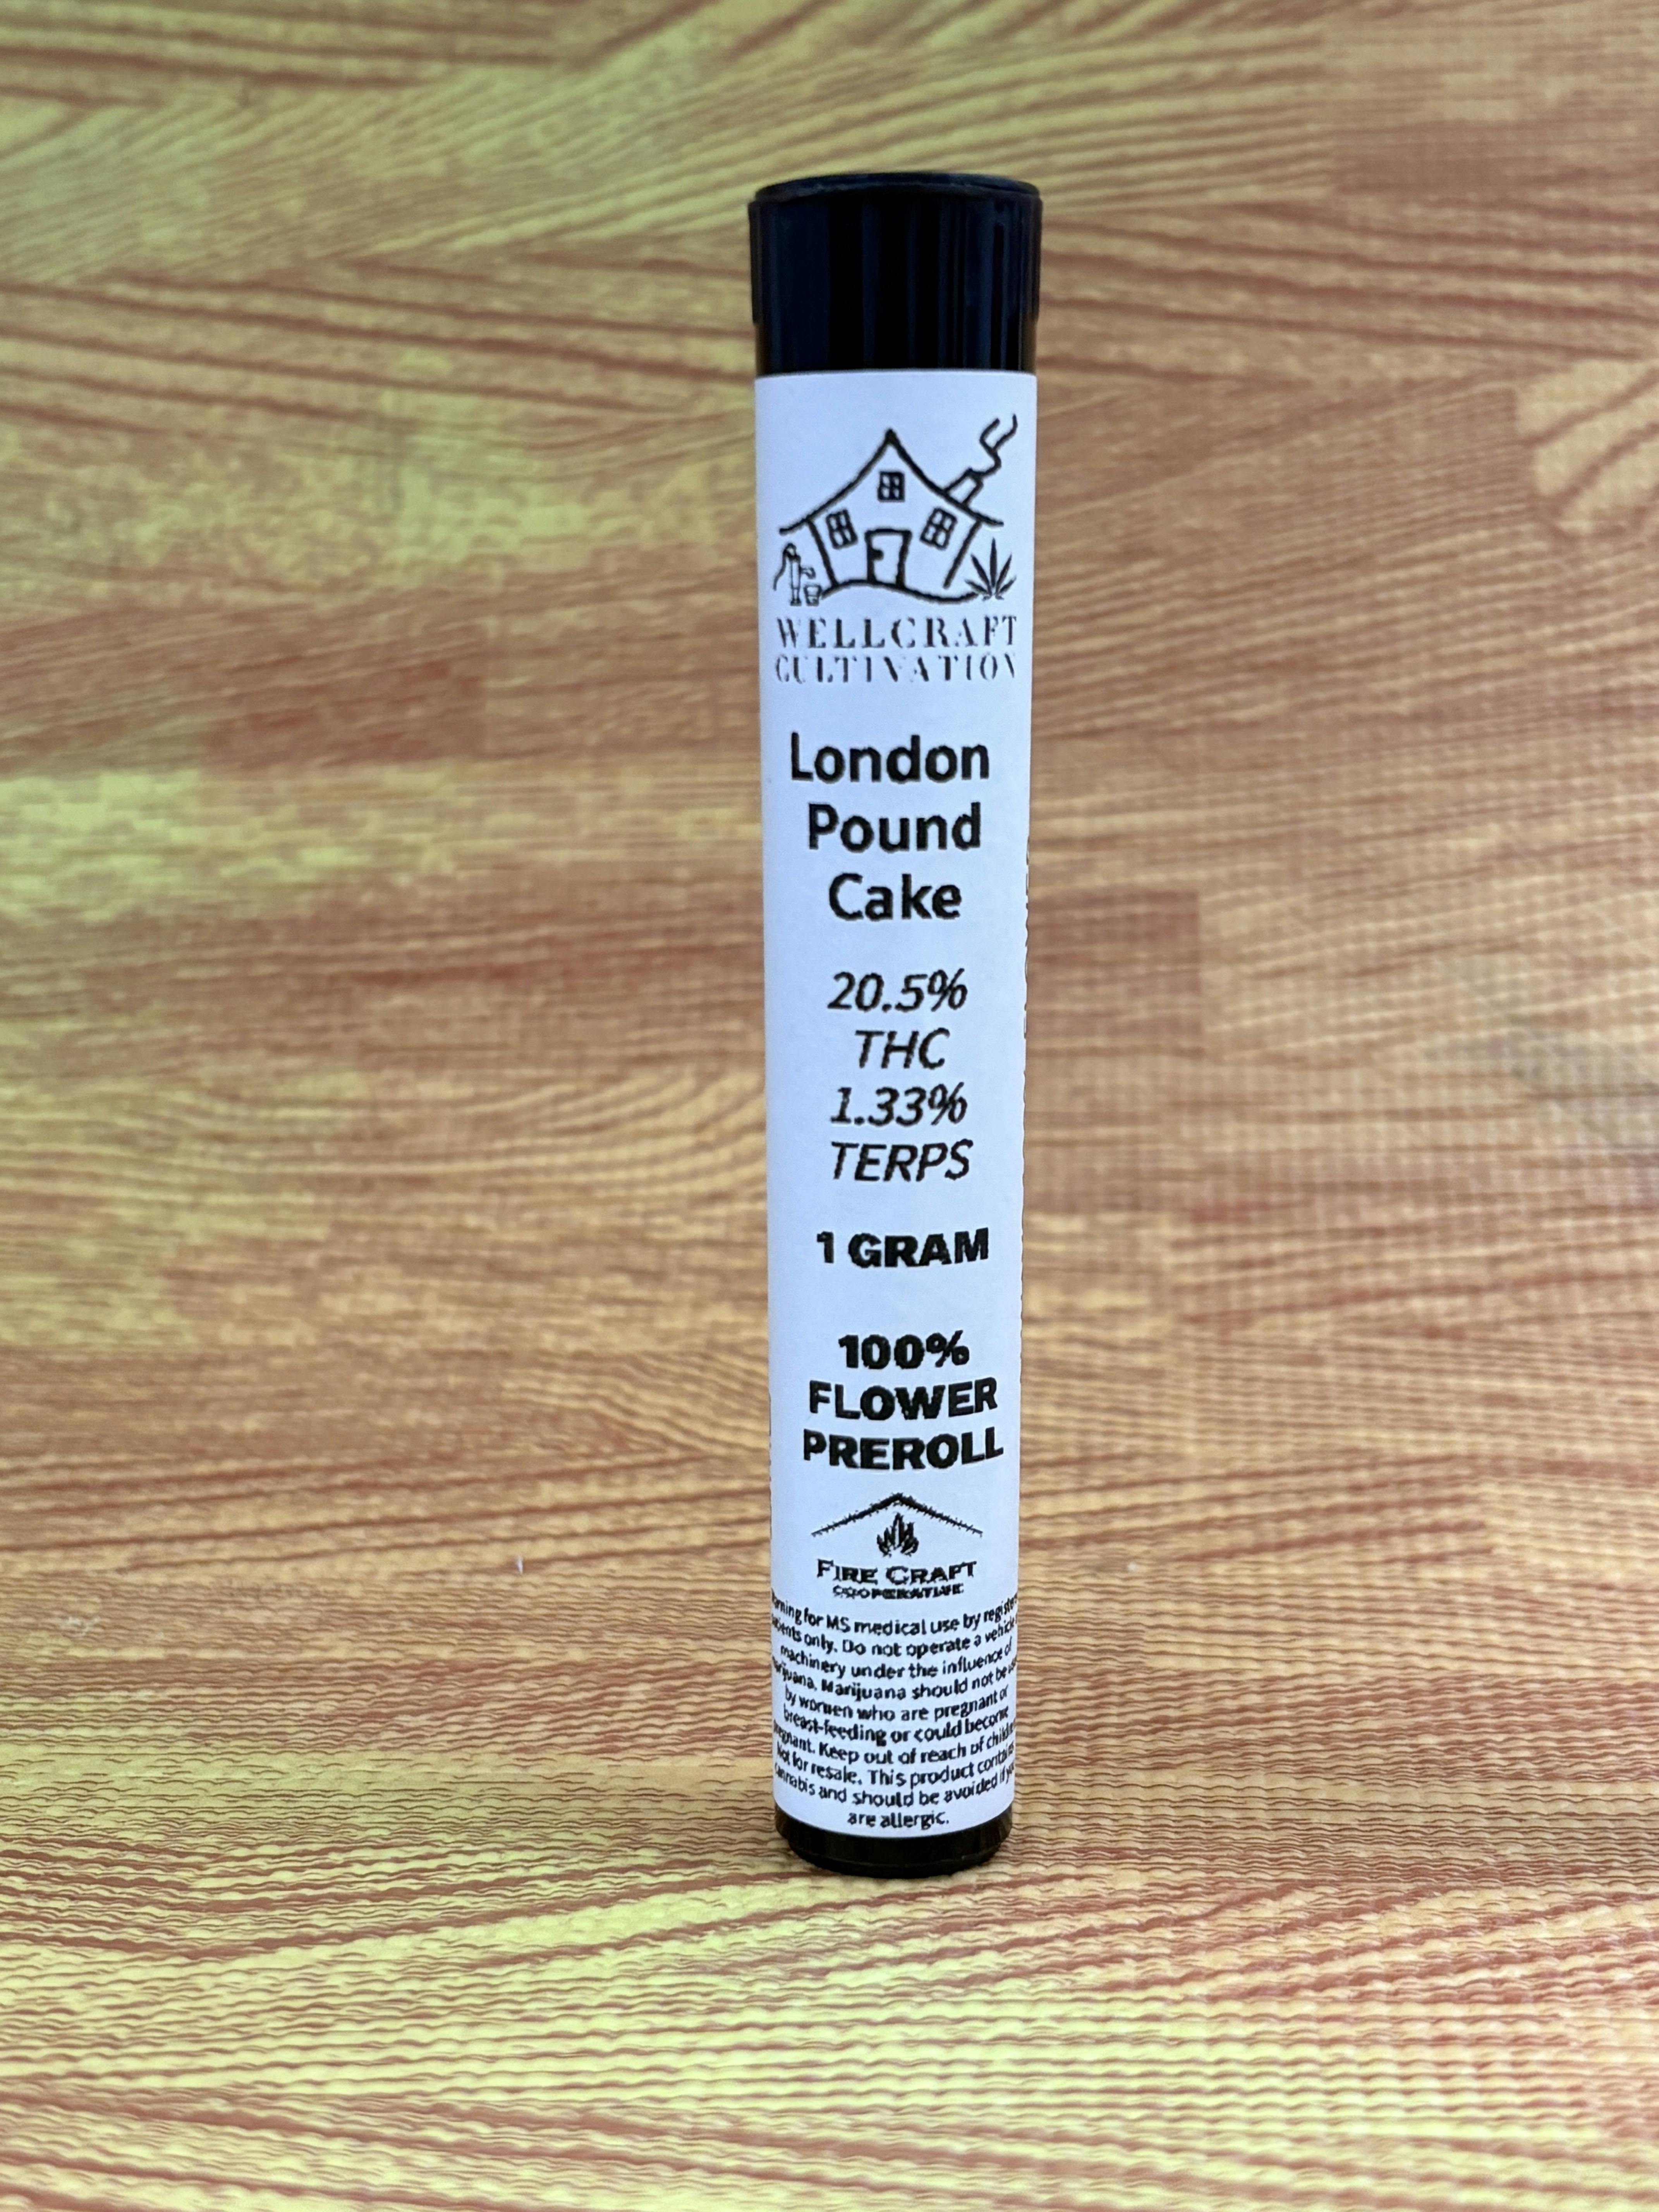 WELLCRAFT
CULTIVATION
London
Pound
Cake
20.5%
THC
1.33%
TERPS
1 GRAM
100%
FLOWER
PREROLL
FIRE CRAFT
COOPERATIVE
for MS medical use by
only. Do not operate a
machinery under the influence of
Marijuana should not be
by women who are pregnant or
breast-feeding or could become
Keep out of reach of
Not for resale. This product
and should be avoided if
are allergic.